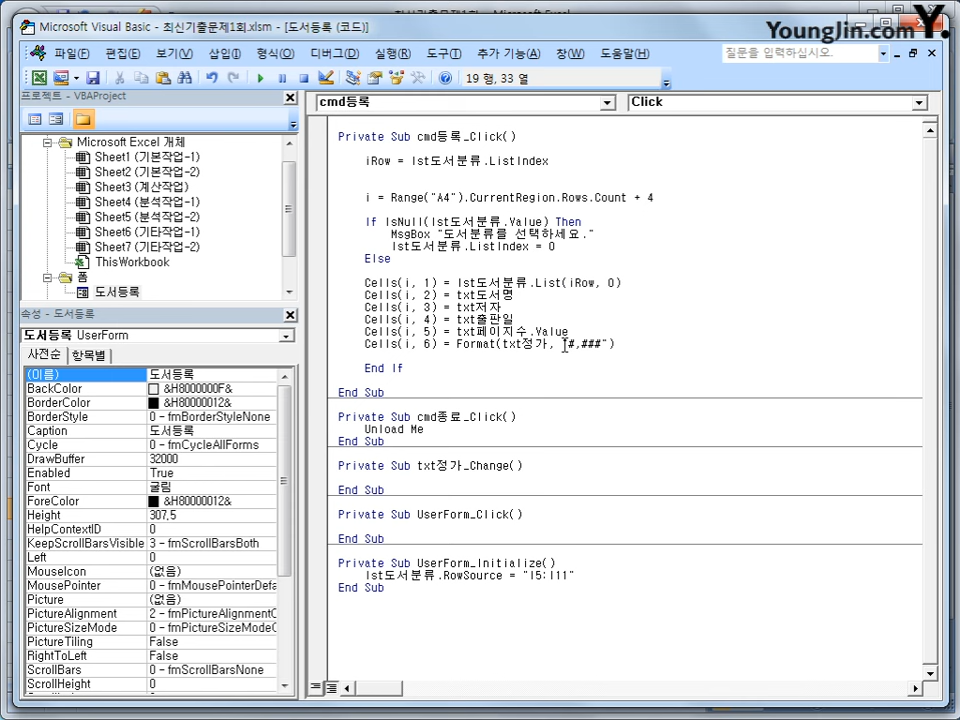 Microsoft Visual Basic - 최신기출문제1회.xlsm - [도서등록 (코드)]
Younglin.com Y.
파일(F) 편집(E) 보기(V) 삽입(I) 형식(O) 디버그(D) 실행(R) 도구(T) 추가 기능(A) 창(W) 도움말(H) 질문을 입력하십시오.
19 행, 33 열
프로젝트 - VBAProject
cmd등록 Click
Microsoft Excel 개체
Sheet1 (기본작업-1)
Sheet2 (기본작업-2)
Sheet3 (계산작업)
Sheet4 (분석작업-1)
Sheet5 (분석작업-2)
Sheet6 (기타작업-1)
Sheet7 (기타작업-2)
ThisWorkbook
폼
도서등록
속성 - 도서등록
도서등록 UserForm
사전순 항목별
(이름) 도서등록
BackColor &H8000000F&
BorderColor &H80000012&
BorderStyle 0 - fmBorderStyleNone
Caption 도서등록
Cycle 0 - fmCycleAllForms
DrawBuffer 32000
Enabled True
Font 굴림
ForeColor &H80000012&
Height 307.5
HelpContextID 0
KeepScrollBarsVisible 3 - fmScrollBarsBoth
Left 0
MouseIcon (없음)
MousePointer 0 - fmMousePointerDefa
Picture (없음)
PictureAlignment 2 - fmPictureAlignmentC
PictureSizeMode 0 - fmPictureSizeModeC
PictureTiling False
RightToLeft False
ScrollBars 0 - fmScrollBarsNone
ScrollHeight 0
Private Sub cmd등록_Click()
iRow = lst도서분류.ListIndex
i = Range("A4").CurrentRegion.Rows.Count + 4
If IsNull(lst도서분류.Value) Then
MsgBox "도서분류를 선택하세요."
lst도서분류.ListIndex = 0
Else
Cells(i, 1) = lst도서분류.List(iRow, 0)
Cells(i, 2) = txt도서명
Cells(i, 3) = txt저자
Cells(i, 4) = txt출판일
Cells(i, 5) = txt페이지수.Value
Cells(i, 6) = Format(txt정가, "#,###")
End If
End Sub
Private Sub cmd종료_Click()
Unload Me
End Sub
Private Sub txt정가_Change()
End Sub
Private Sub UserForm_Click()
End Sub
Private Sub UserForm_Initialize()
lst도서분류.RowSource = "I5:I11"
End Sub